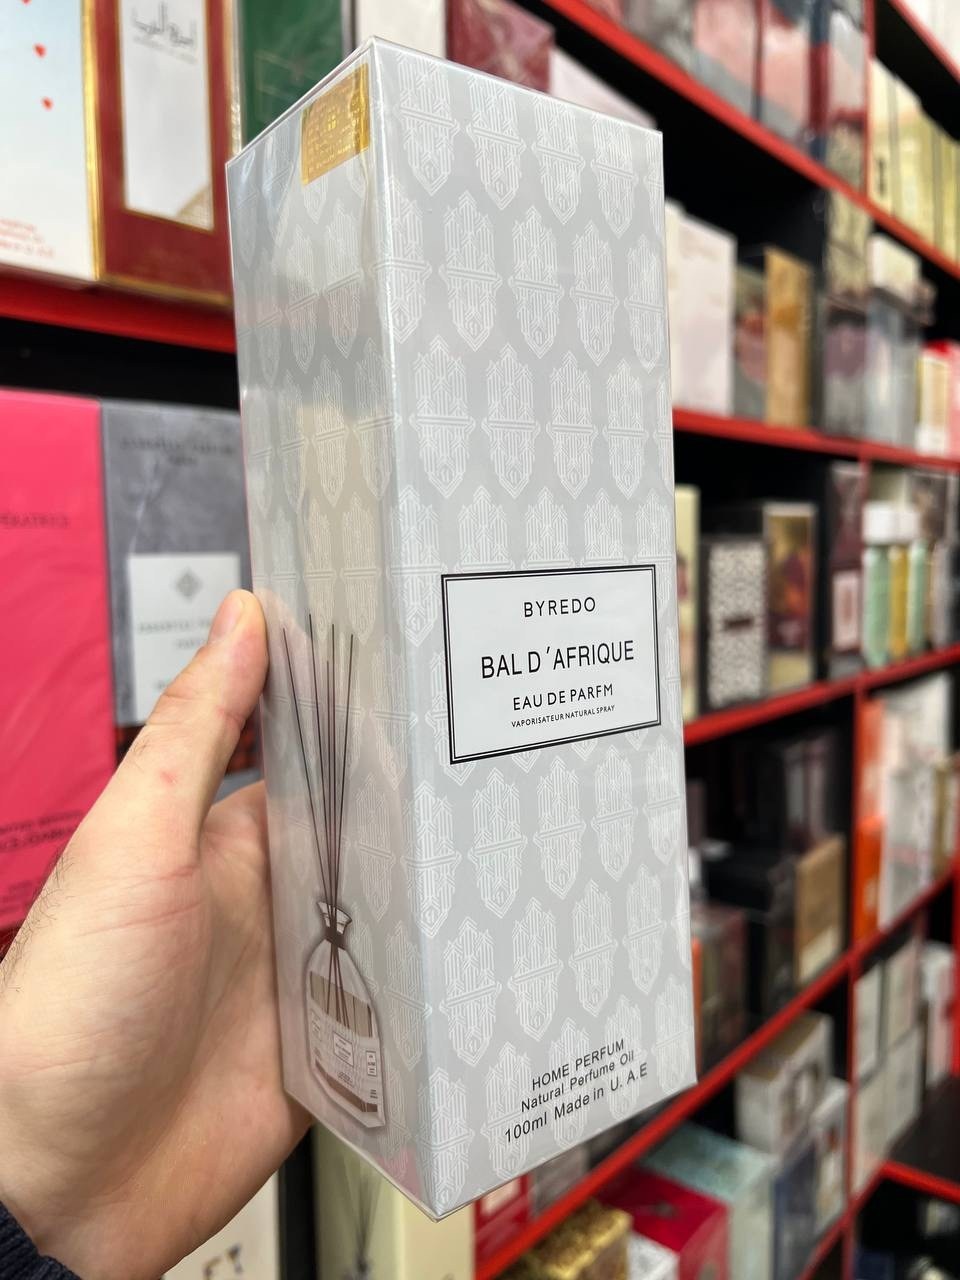 BYREDO
BAL D'AFRIQUE
EAU DE PARFM
VAPORISATEUR NATURAL SPRAY
HOME PERFUM
Natural Perfume Oil
100ml Made in U. A.E